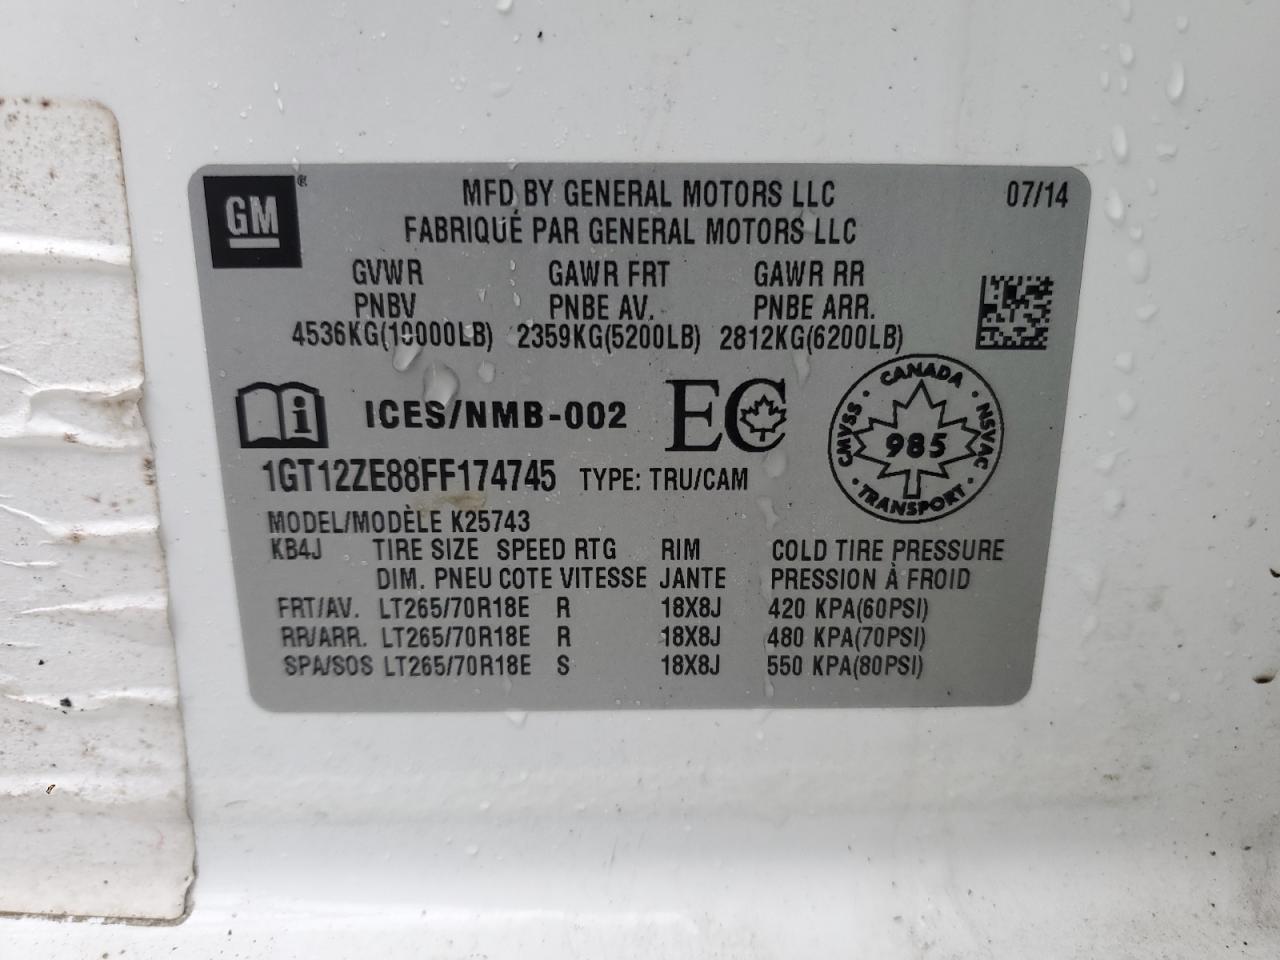 GM ®
MFD BY GENERAL MOTORS LLC 07/14
FABRIQUÉ PAR GENERAL MOTORS LLC
GVWR GAWR FRT GAWR RR
PNBV PNBE AV. PNBE ARR.
4536KG(10000LB) 2359KG(5200LB) 2812KG(6200LB)
i ICES/NMB-002 EC
CANADA
CMVSS 985 NSVAC
TRANSPORT
1GT12ZE88FF174745 TYPE: TRU/CAM
MODEL/MODÈLE K25743
KB4J TIRE SIZE SPEED RTG RIM COLD TIRE PRESSURE
DIM. PNEU COTE VITESSE JANTE PRESSION À FROID
FRT/AV. LT265/70R18E R 18X8J 420 KPA(60PSI)
RR/ARR. LT265/70R18E R 18X8J 480 KPA(70PSI)
SPA/SOS LT265/70R18E S 18X8J 550 KPA(80PSI)